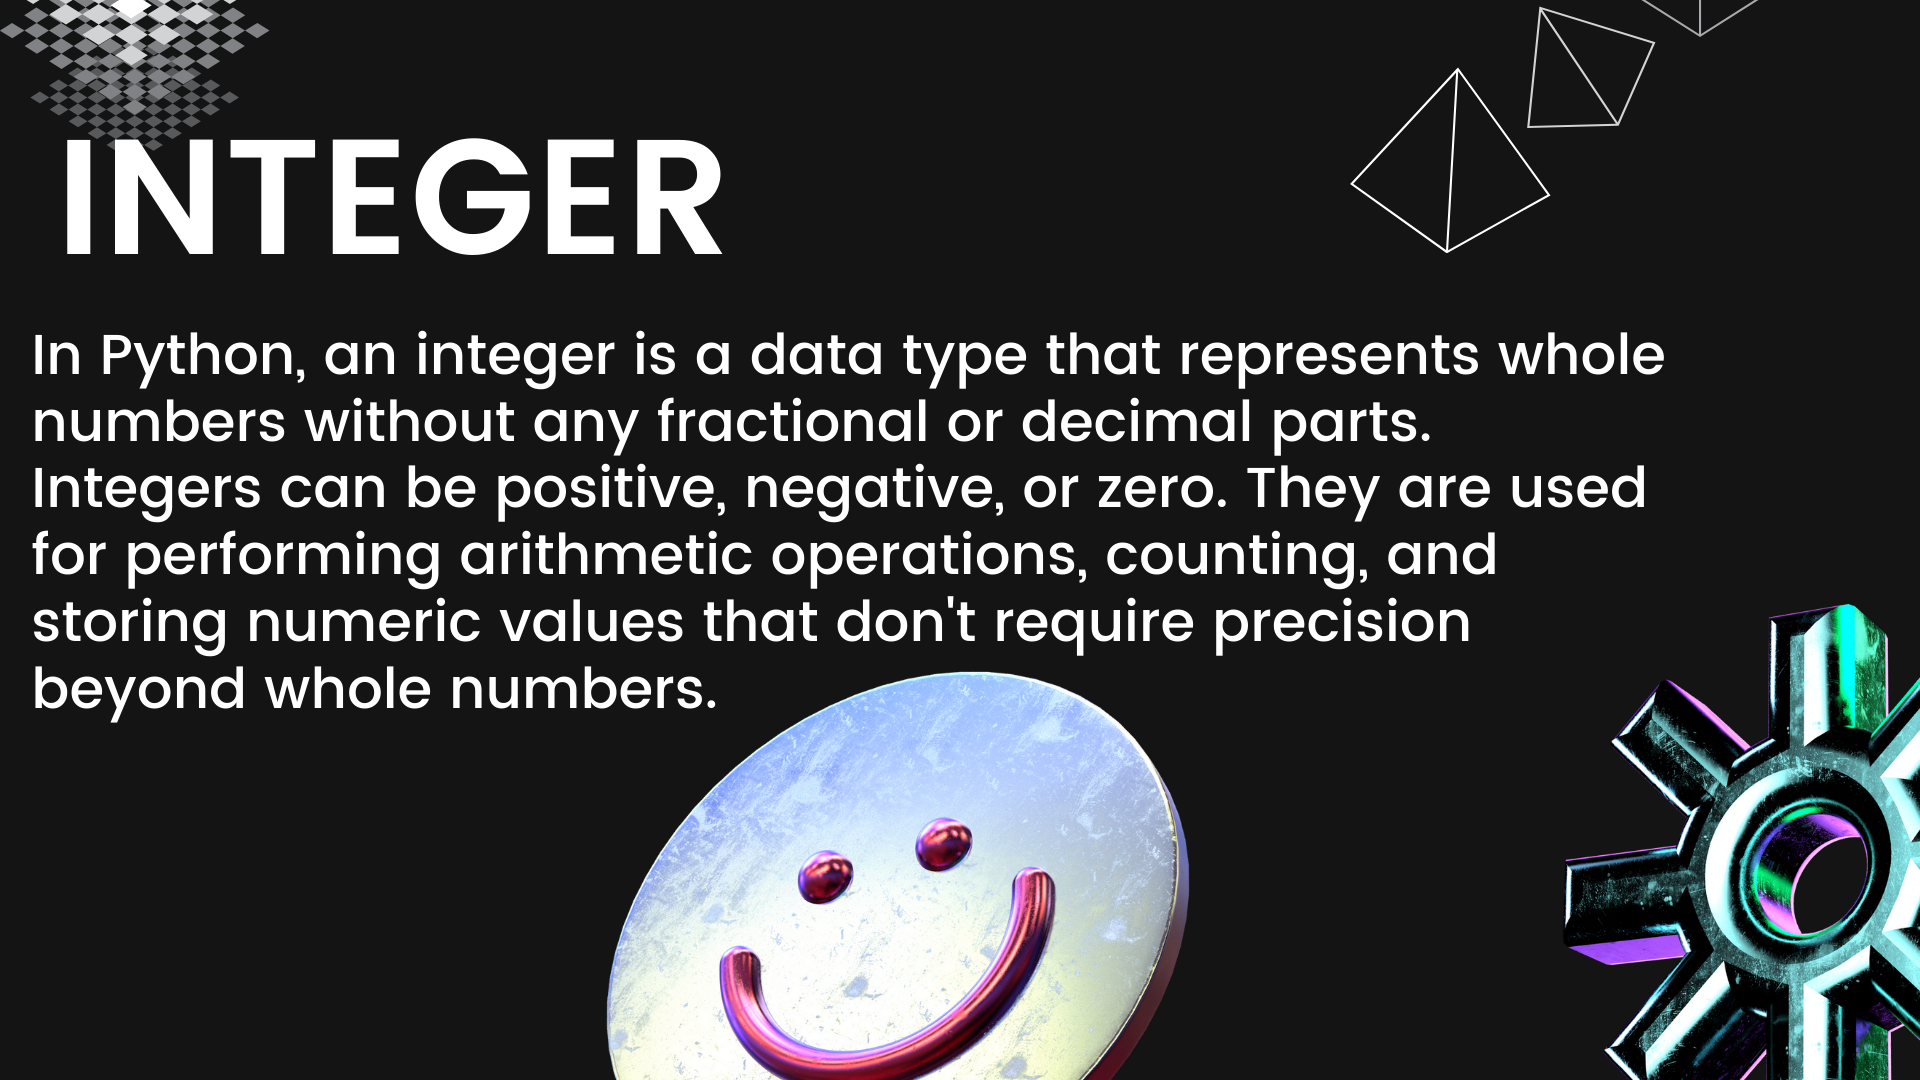 INTEGER
In Python, an integer is a data type that represents whole
numbers without any fractional or decimal parts.
Integers can be positive, negative, or zero. They are used
for performing arithmetic operations, counting, and
storing numeric values that don't require precision
beyond whole numbers.